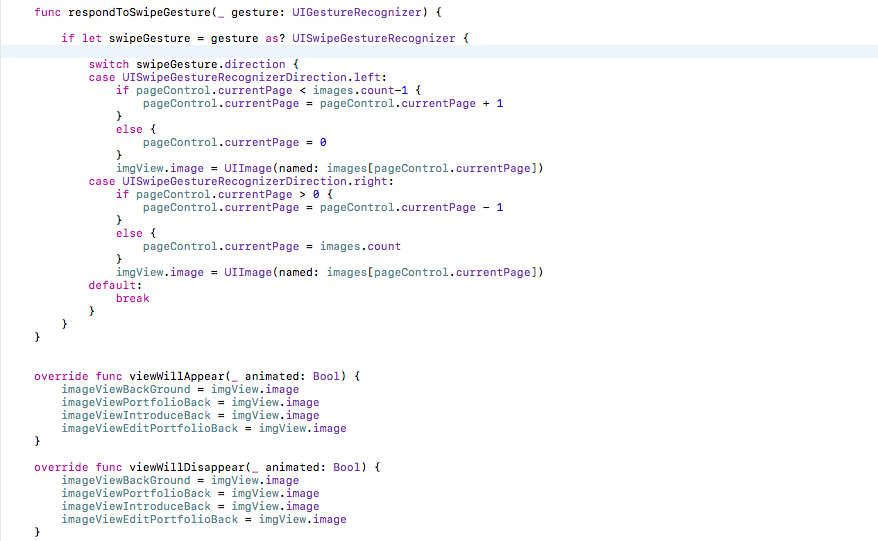 func respondToSwipeGesture(_ gesture: UIGestureRecognizer) {
if let swipeGesture = gesture as? UISwipeGestureRecognizer {
switch swipeGesture.direction {
case UISwipeGestureRecognizerDirection.left:
if pageControl.currentPage < images.count-1 {
pageControl.currentPage = pageControl.currentPage + 1
}
else {
pageControl.currentPage = 0
}
imgView.image = UIImage(named: images[pageControl.currentPage])
case UISwipeGestureRecognizerDirection.right:
if pageControl.currentPage > 0 {
pageControl.currentPage = pageControl.currentPage - 1
}
else {
pageControl.currentPage = images.count
}
imgView.image = UIImage(named: images[pageControl.currentPage])
default:
break
}
}
}
override func viewWillAppear(_ animated: Bool) {
imageViewBackGround = imgView.image
imageViewPortfolioBack = imgView.image
imageViewIntroduceBack = imgView.image
imageViewEditPortfolioBack = imgView.image
}
override func viewWillDisappear(_ animated: Bool) {
imageViewBackGround = imgView.image
imageViewPortfolioBack = imgView.image
imageViewIntroduceBack = imgView.image
imageViewEditPortfolioBack = imgView.image
}